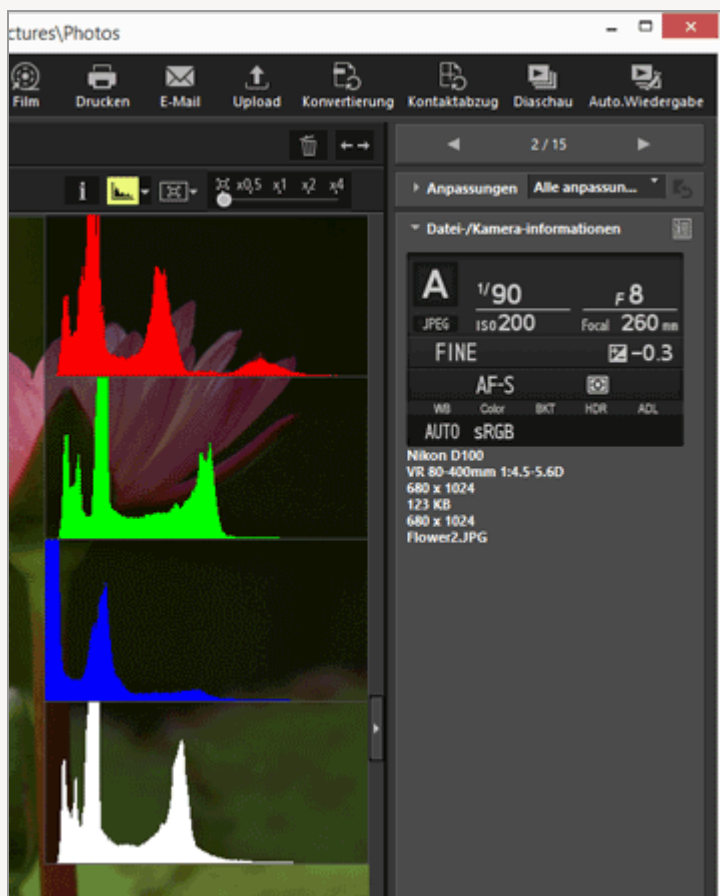 ctures\Photos
Film Drucken E-Mail Upload Konvertierung Kontaktabzug Diaschau Auto.Wiedergabe
2 / 15
i x0,5 x1 x2 x4
Anpassungen Alle anpassun...
Datei-/Kamera-informationen
A 1/90 F 8
JPEG ISO 200 Focal 260 mm
FINE -0.3
AF-S
WB Color BKT HDR ADL
AUTO sRGB
Nikon D100
VR 80-400mm 1:4.5-5.6D
680 x 1024
123 KB
680 x 1024
Flower2.JPG